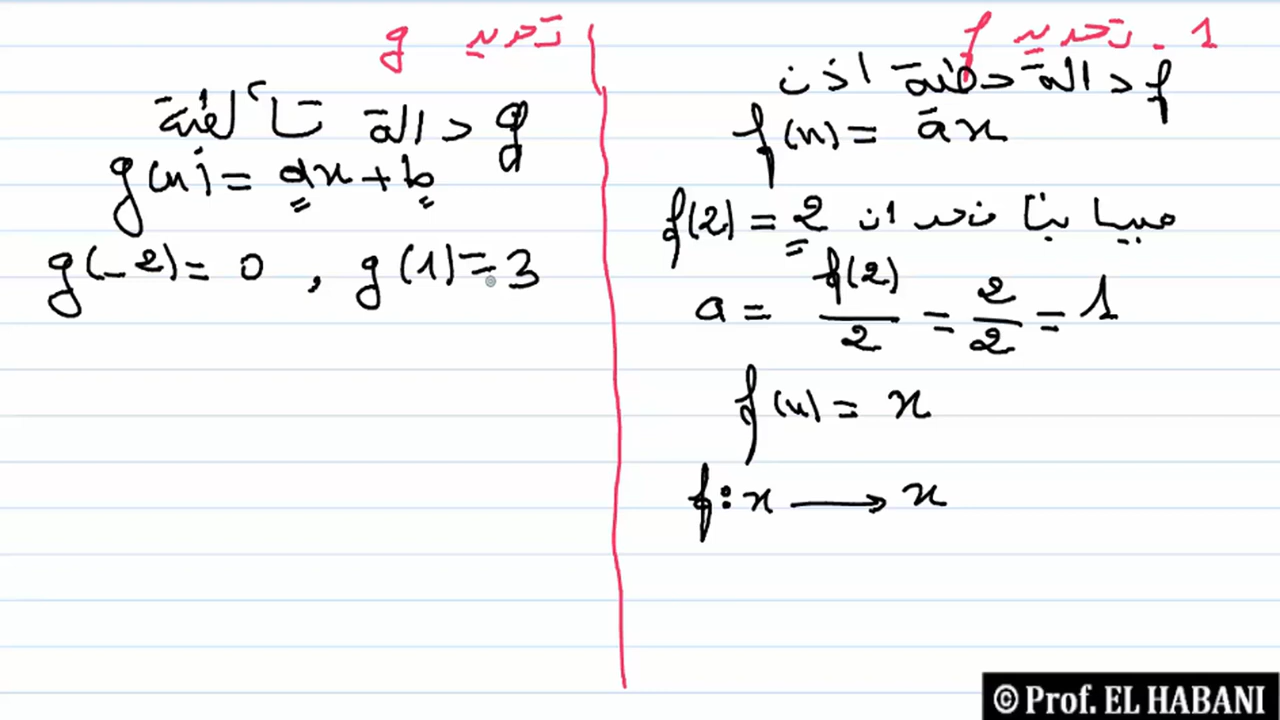 1 - تحديد f
f دالة خطية اذن
f(x) = ax
مبيانيا نجد ان f(2) = 2
a = f(2)/2 = 2/2 = 1
f(x) = x
f : x ⟶ x
تحديد g
g دالة تآلفية
g(x) = ax + b
g(-2) = 0 , g(1) = 3
© Prof. EL HABANI